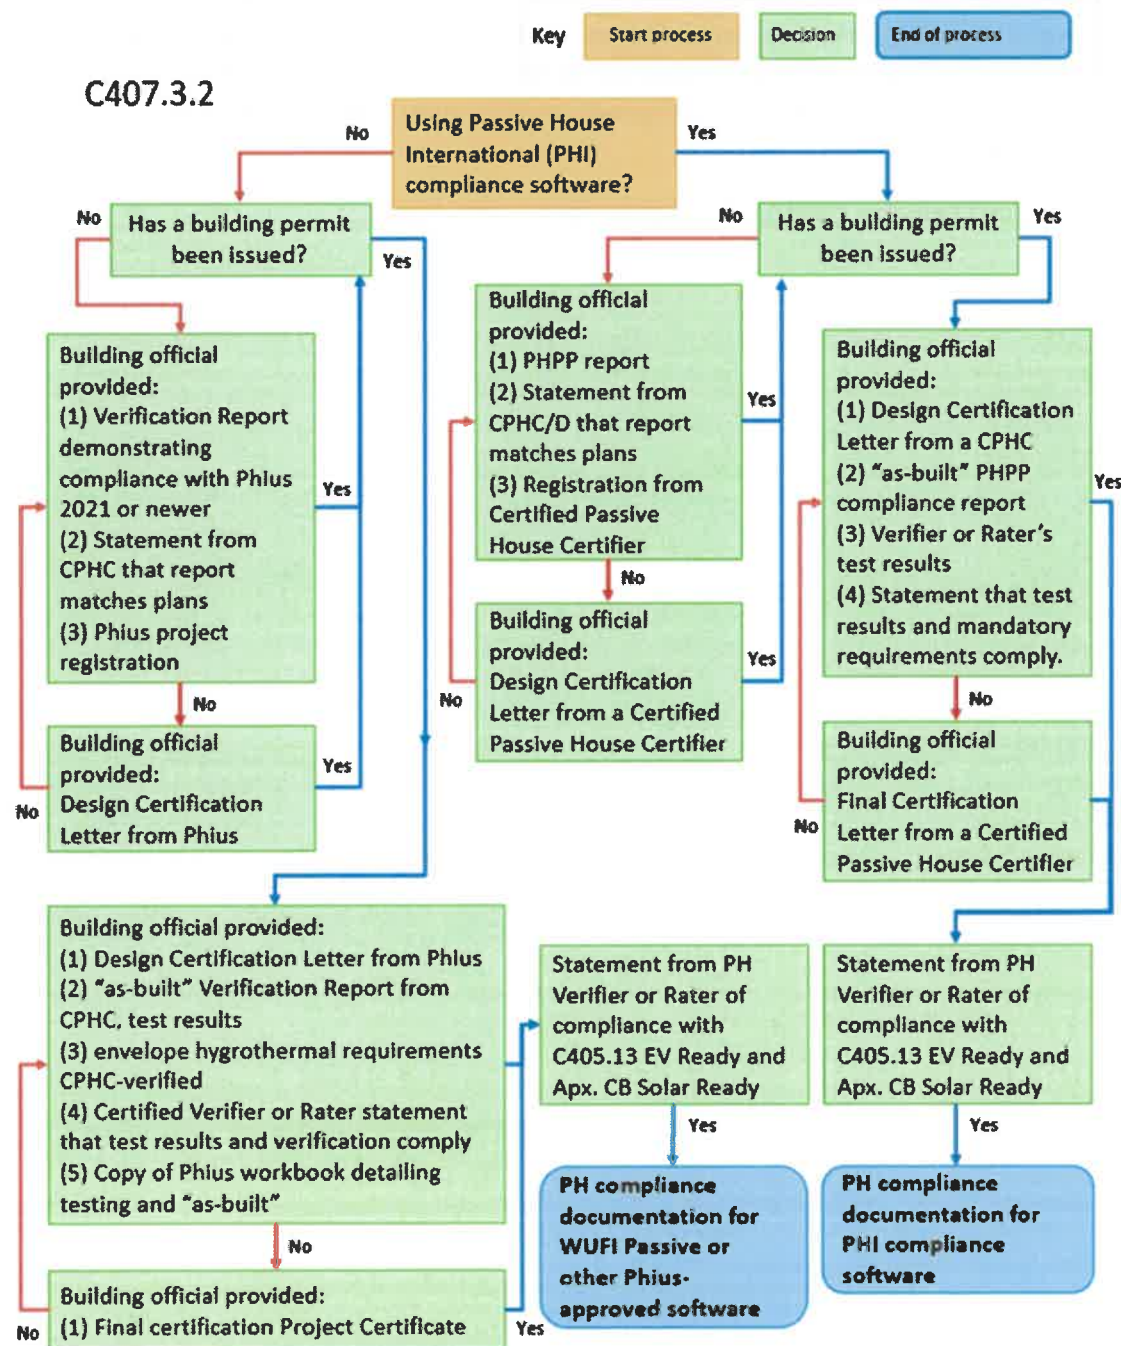 Key
Start process
Decision
End of process
C407.3.2
No
Using Passive House
International (PHI)
compliance software?
Yes
No
Has a building permit
been issued?
Yes
No
Has a building permit
been issued?
Yes
Building official
provided:
(1) Verification Report
demonstrating
compliance with Phius
2021 or newer
(2) Statement from
CPHC that report
matches plans
(3) Phius project
registration
Yes
No
Building official
provided:
Design Certification
Letter from Phius
Yes
No
Building official
provided:
(1) PHPP report
(2) Statement from
CPHC/D that report
matches plans
(3) Registration from
Certified Passive
House Certifier
Yes
No
Building official
provided:
Design Certification
Letter from a Certified
Passive House Certifier
Yes
No
Building official
provided:
(1) Design Certification
Letter from a CPHC
(2) "as-built" PHPP
compliance report
(3) Verifier or Rater's
test results
(4) Statement that test
results and mandatory
requirements comply.
Yes
No
Building official
provided:
Final Certification
Letter from a Certified
Passive House Certifier
No
Building official provided:
(1) Design Certification Letter from Phius
(2) "as-built" Verification Report from
CPHC, test results
(3) envelope hygrothermal requirements
CPHC-verified
(4) Certified Verifier or Rater statement
that test results and verification comply
(5) Copy of Phius workbook detailing
testing and "as-built"
No
Building official provided:
(1) Final certification Project Certificate
No
Yes
Statement from PH
Verifier or Rater of
compliance with
C405.13 EV Ready and
Apx. CB Solar Ready
Yes
PH compliance
documentation for
WUFI Passive or
other Phius-
approved software
Statement from PH
Verifier or Rater of
compliance with
C405.13 EV Ready and
Apx. CB Solar Ready
Yes
PH compliance
documentation for
PHI compliance
software